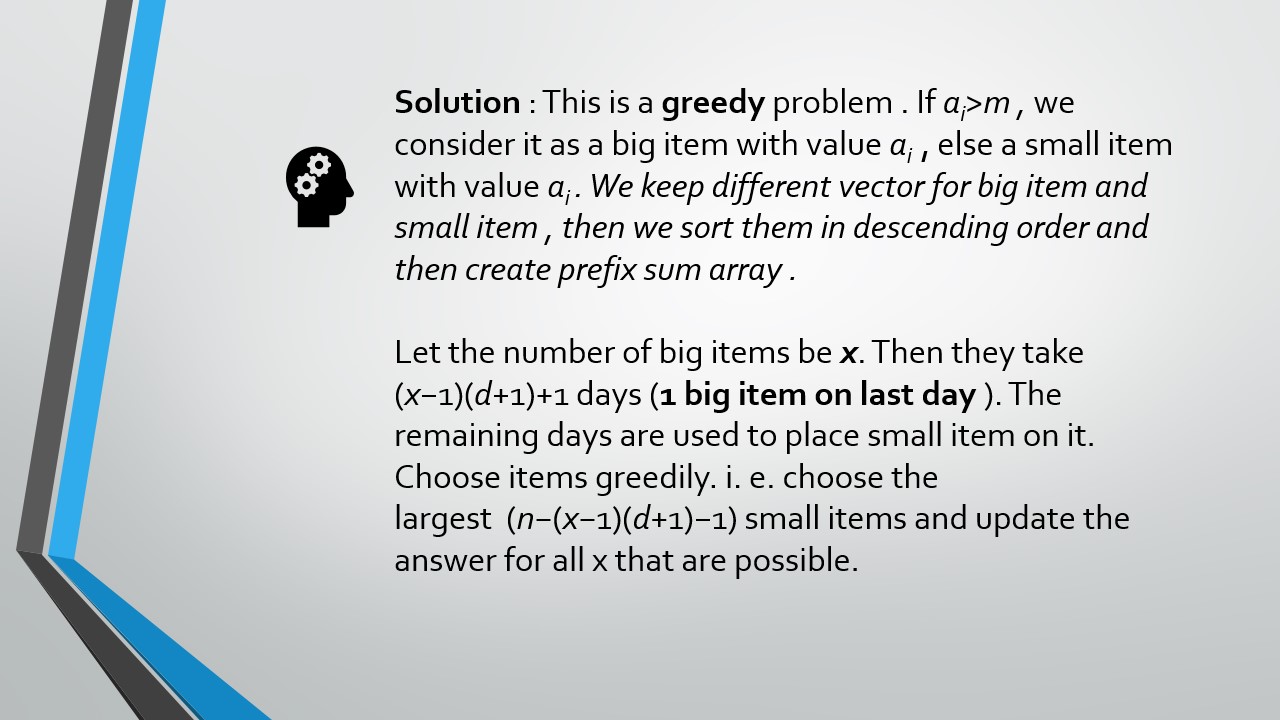 Solution : This is a greedy problem . If aᵢ>m , we
consider it as a big item with value aᵢ , else a small item
with value aᵢ . We keep different vector for big item and
small item , then we sort them in descending order and
then create prefix sum array .
Let the number of big items be x. Then they take
(x−1)(d+1)+1 days (1 big item on last day ). The
remaining days are used to place small item on it.
Choose items greedily. i. e. choose the
largest (n−(x−1)(d+1)−1) small items and update the
answer for all x that are possible.